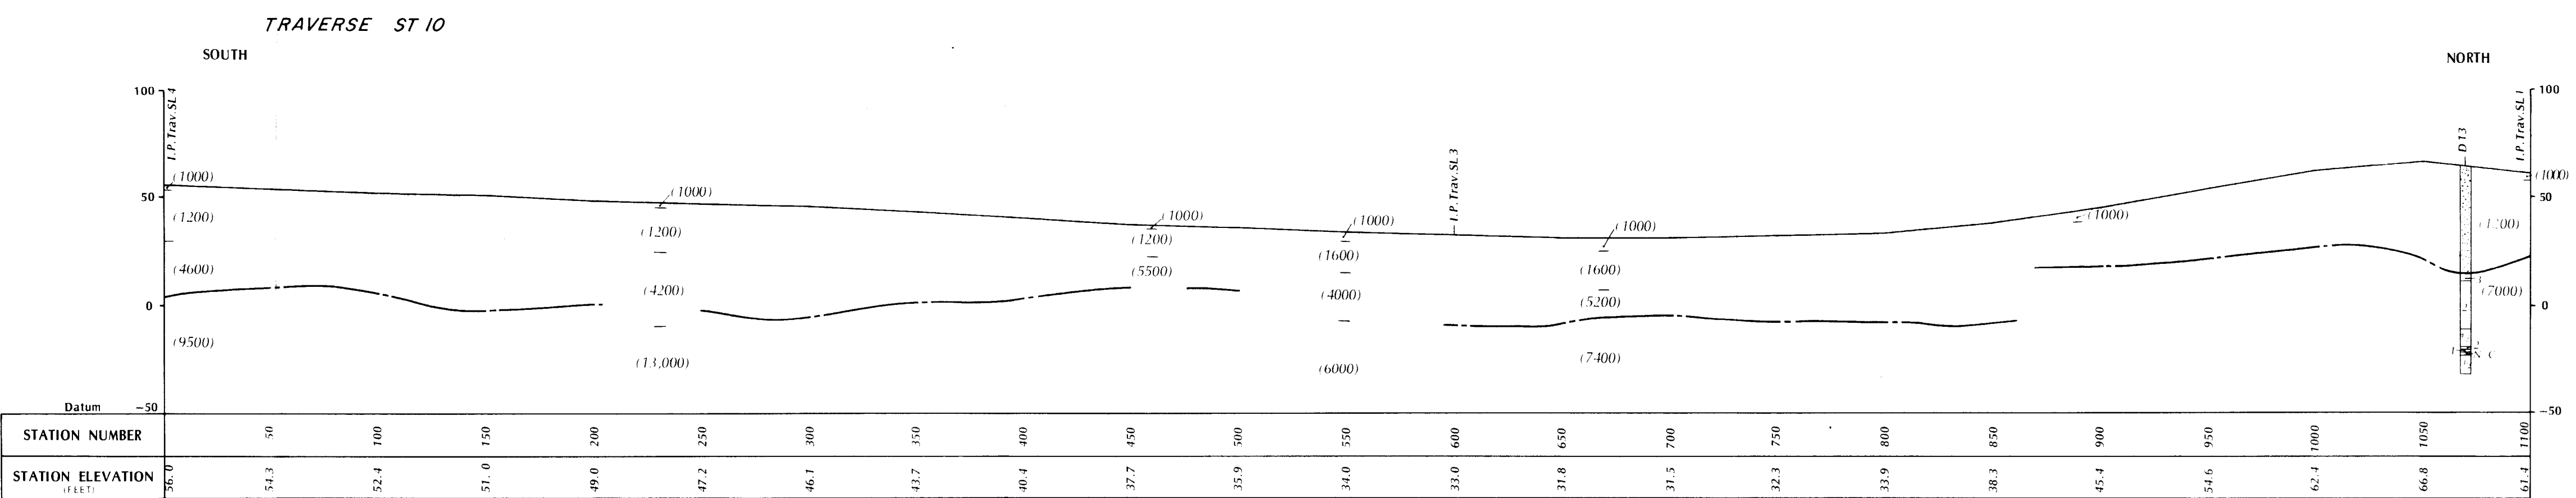 TRAVERSE ST 10
SOUTH
NORTH
100
I.P. Trav. SL 4
I.P. Trav. SL 3
D 13
I.P. Trav. SL 1
100
(1000)
(1000)
(1000)
(1000)
(1000)
(1000)
(1000)
50
50
(1200)
(1200)
(1200)
(1600)
(1600)
(1200)
(4600)
(4200)
(5500)
(4000)
(5200)
(7000)
0
0
(9500)
(13,000)
(6000)
(7400)
Datum -50
-50
STATION NUMBER 50 100 150 200 250 300 350 400 450 500 550 600 650 700 750 800 850 900 950 1000 1050 1100
STATION ELEVATION 56.0 54.3 52.4 51.0 49.0 47.2 46.1 43.7 40.4 37.7 35.9 34.0 33.0 31.8 31.5 32.3 33.9 38.3 45.4 54.6 62.4 66.8 61.4
(FEET)